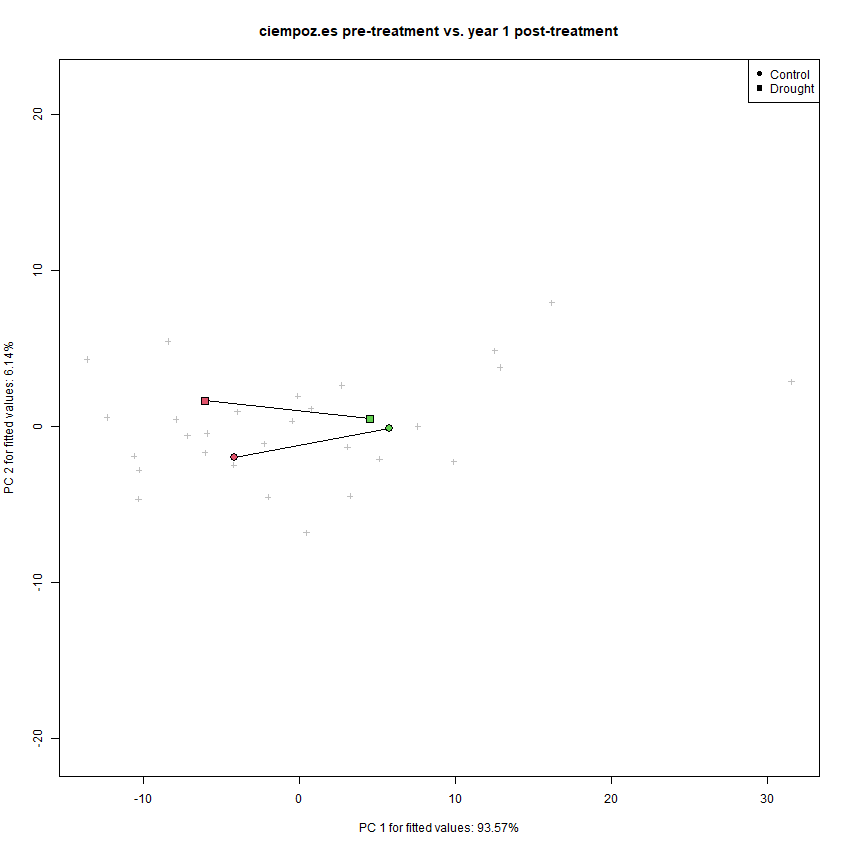 ciempoz.es pre-treatment vs. year 1 post-treatment
Control
Drought
20
10
0
-10
-20
PC 2 for fitted values: 6.14%
-10
0
10
20
30
PC 1 for fitted values: 93.57%